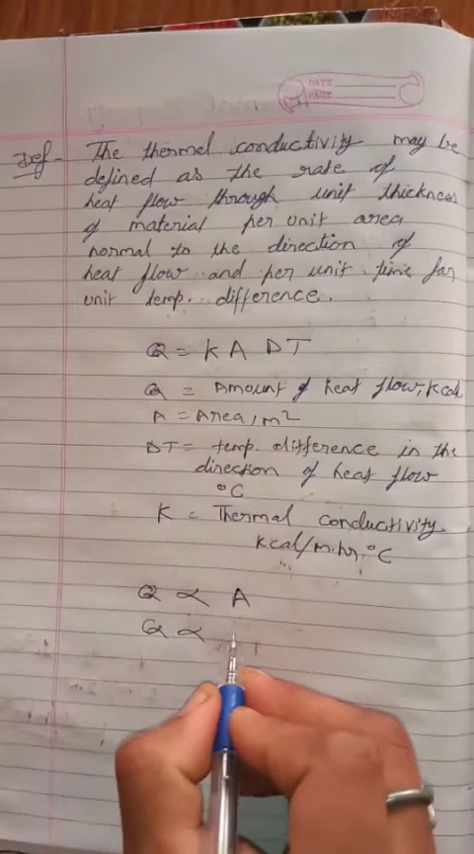 DATE
PAGE
Def- The thermal conductivity may be
defined as the rate of
heat flow through unit thickness
of material per unit area
normal to the direction of
heat flow and per unit time for
unit temp. difference.
Q = K A DT
Q = Amount of heat flow, Kcal
A = Area, m²
DT = temp. difference in the
direction of heat flow
°C
K = Thermal conductivity
Kcal/m.hr.°C
Q ∝ A
Q ∝